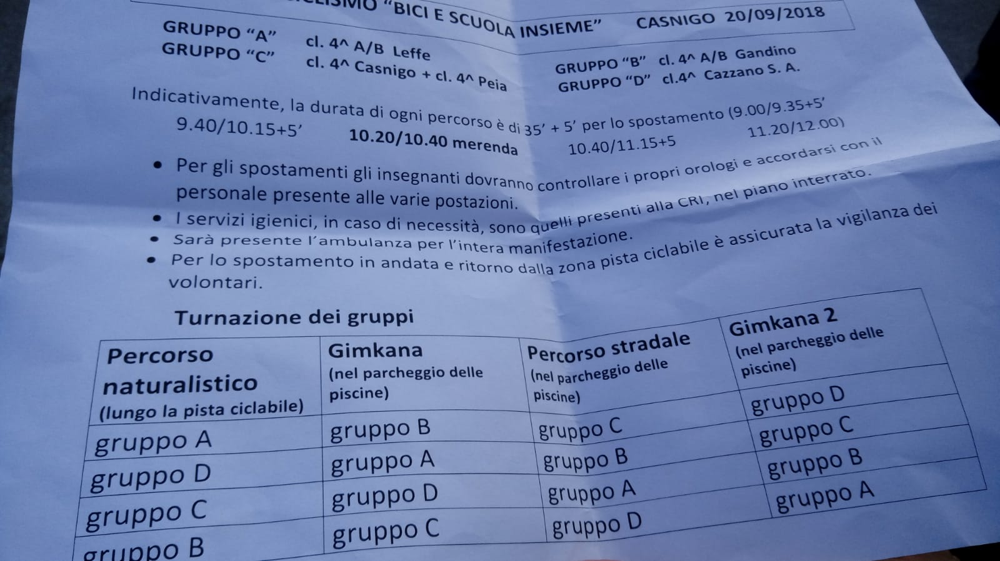 "BICI E SCUOLA INSIEME" CASNIGO 20/09/2018
GRUPPO "A" cl. 4^ A/B Leffe GRUPPO "B" cl. 4^ A/B Gandino
GRUPPO "C" cl. 4^ Casnigo + cl. 4^ Peia GRUPPO "D" cl.4^ Cazzano S. A.
Indicativamente, la durata di ogni percorso è di 35' + 5' per lo spostamento (9.00/9.35+5'
9.40/10.15+5' 10.20/10.40 merenda 10.40/11.15+5 11.20/12.00)
• Per gli spostamenti gli insegnanti dovranno controllare i propri orologi e accordarsi con il
personale presente alle varie postazioni.
• I servizi igienici, in caso di necessità, sono quelli presenti alla CRI, nel piano interrato.
• Sarà presente l'ambulanza per l'intera manifestazione.
• Per lo spostamento in andata e ritorno dalla zona pista ciclabile è assicurata la vigilanza dei
volontari.
Turnazione dei gruppi
Percorso
naturalistico
(lungo la pista ciclabile)
Gimkana
(nel parcheggio delle
piscine)
Percorso stradale
(nel parcheggio delle
piscine)
Gimkana 2
(nel parcheggio delle
piscine)
gruppo A gruppo B gruppo C gruppo D
gruppo D gruppo A gruppo B gruppo C
gruppo C gruppo D gruppo A gruppo B
gruppo B gruppo C gruppo D gruppo A